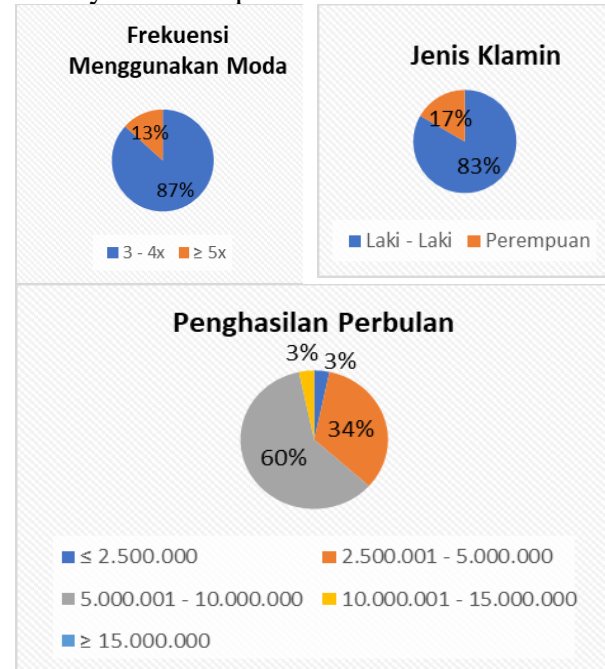 Frekuensi
Menggunakan Moda
13%
87%
3 - 4x ≥ 5x
Jenis Klamin
17%
83%
Laki - Laki Perempuan
Penghasilan Perbulan
3% 3%
34%
60%
≤ 2.500.000 2.500.001 - 5.000.000
5.000.001 - 10.000.000 10.000.001 - 15.000.000
≥ 15.000.000